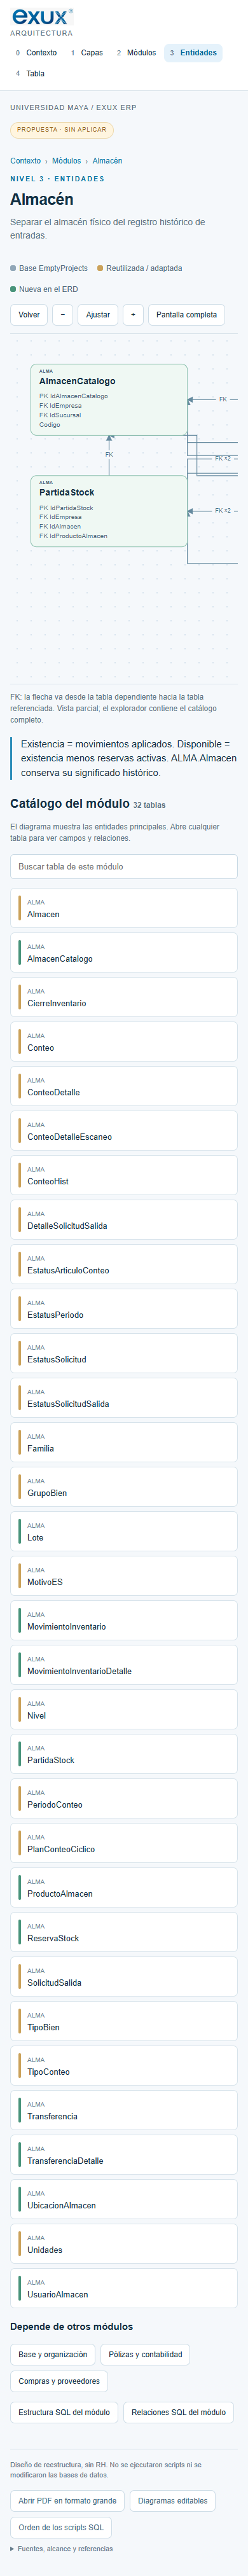 exux®
ARQUITECTURA
0 Contexto 1 Capas 2 Módulos 3 Entidades
4 Tabla
UNIVERSIDAD MAYA / EXUX ERP
PROPUESTA · SIN APLICAR
Contexto › Módulos › Almacén
NIVEL 3 · ENTIDADES
Almacén
Separar el almacén físico del registro histórico de
entradas.
Base EmptyProjects Reutilizada / adaptada
Nueva en el ERD
Volver − Ajustar + Pantalla completa
ALMA
AlmacenCatalogo
PK IdAlmacenCatalogo
FK IdEmpresa
FK IdSucursal
Codigo
FK
FK
FK ×2
ALMA
PartidaStock
PK IdPartidaStock
FK IdEmpresa
FK IdAlmacen
FK IdProductoAlmacen
FK ×2
FK: la flecha va desde la tabla dependiente hacia la tabla
referenciada. Vista parcial; el explorador contiene el catálogo
completo.
Existencia = movimientos aplicados. Disponible =
existencia menos reservas activas. ALMA.Almacen
conserva su significado histórico.
Catálogo del módulo 32 tablas
El diagrama muestra las entidades principales. Abre cualquier
tabla para ver campos y relaciones.
Buscar tabla de este módulo
ALMA
Almacen
ALMA
AlmacenCatalogo
ALMA
CierreInventario
ALMA
Conteo
ALMA
ConteoDetalle
ALMA
ConteoDetalleEscaneo
ALMA
ConteoHist
ALMA
DetalleSolicitudSalida
ALMA
EstatusArticuloConteo
ALMA
EstatusPeriodo
ALMA
EstatusSolicitud
ALMA
EstatusSolicitudSalida
ALMA
Familia
ALMA
GrupoBien
ALMA
Lote
ALMA
MotivoES
ALMA
MovimientoInventario
ALMA
MovimientoInventarioDetalle
ALMA
Nivel
ALMA
PartidaStock
ALMA
PeriodoConteo
ALMA
PlanConteoCiclico
ALMA
ProductoAlmacen
ALMA
ReservaStock
ALMA
SolicitudSalida
ALMA
TipoBien
ALMA
TipoConteo
ALMA
Transferencia
ALMA
TransferenciaDetalle
ALMA
UbicacionAlmacen
ALMA
Unidades
ALMA
UsuarioAlmacen
Depende de otros módulos
Base y organización Pólizas y contabilidad
Compras y proveedores
Estructura SQL del módulo Relaciones SQL del módulo
Diseño de reestructura, sin RH. No se ejecutaron scripts ni se
modificaron las bases de datos.
Abrir PDF en formato grande Diagramas editables
Orden de los scripts SQL
Fuentes, alcance y referencias